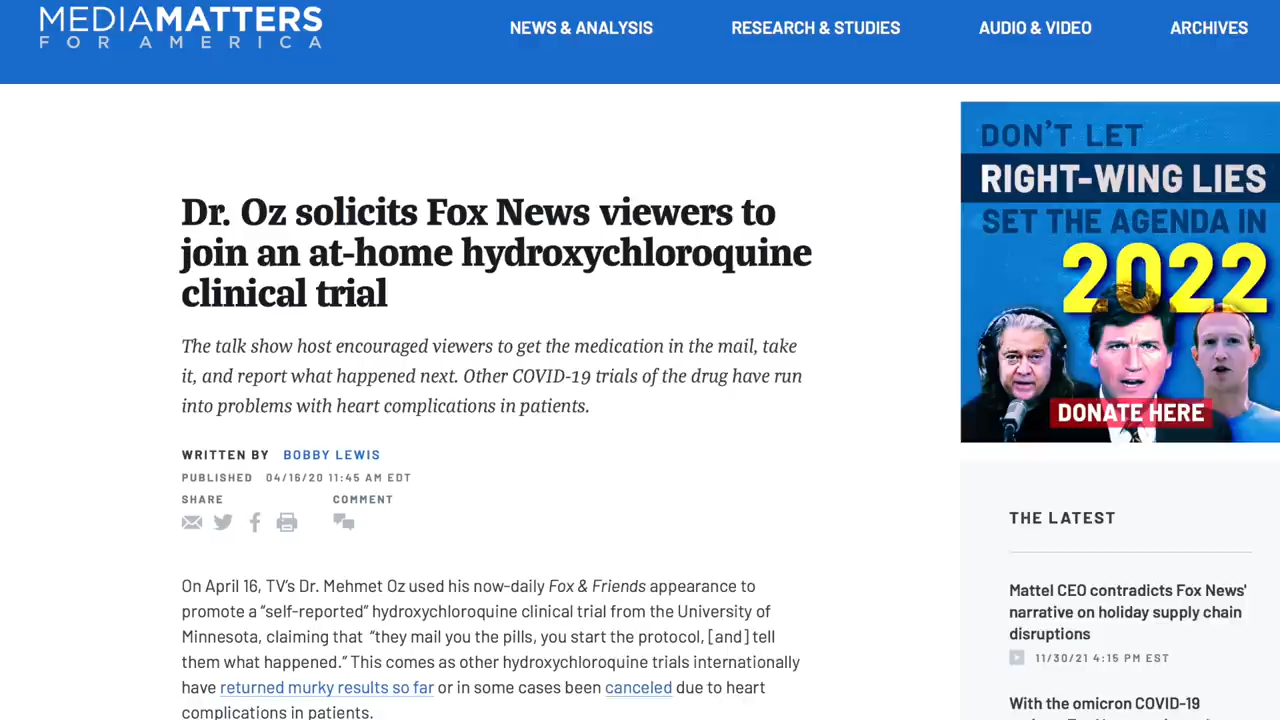 MEDIAMATTERS
FOR AMERICA
NEWS & ANALYSIS
RESEARCH & STUDIES
AUDIO & VIDEO
ARCHIVES
Dr. Oz solicits Fox News viewers to
join an at-home hydroxychloroquine
clinical trial
The talk show host encouraged viewers to get the medication in the mail, take
it, and report what happened next. Other COVID-19 trials of the drug have run
into problems with heart complications in patients.
WRITTEN BY BOBBY LEWIS
PUBLISHED 04/16/20 11:45 AM EDT
SHARE
COMMENT
On April 16, TV's Dr. Mehmet Oz used his now-daily Fox & Friends appearance to
promote a “self-reported” hydroxychloroquine clinical trial from the University of
Minnesota, claiming that “they mail you the pills, you start the protocol, [and] tell
them what happened.” This comes as other hydroxychloroquine trials internationally
have returned murky results so far or in some cases been canceled due to heart
complications in patients.
DON'T LET
RIGHT-WING LIES
SET THE AGENDA IN
2022
DONATE HERE
THE LATEST
Mattel CEO contradicts Fox News'
narrative on holiday supply chain
disruptions
11/30/21 4:15 PM EST
With the omicron COVID-19